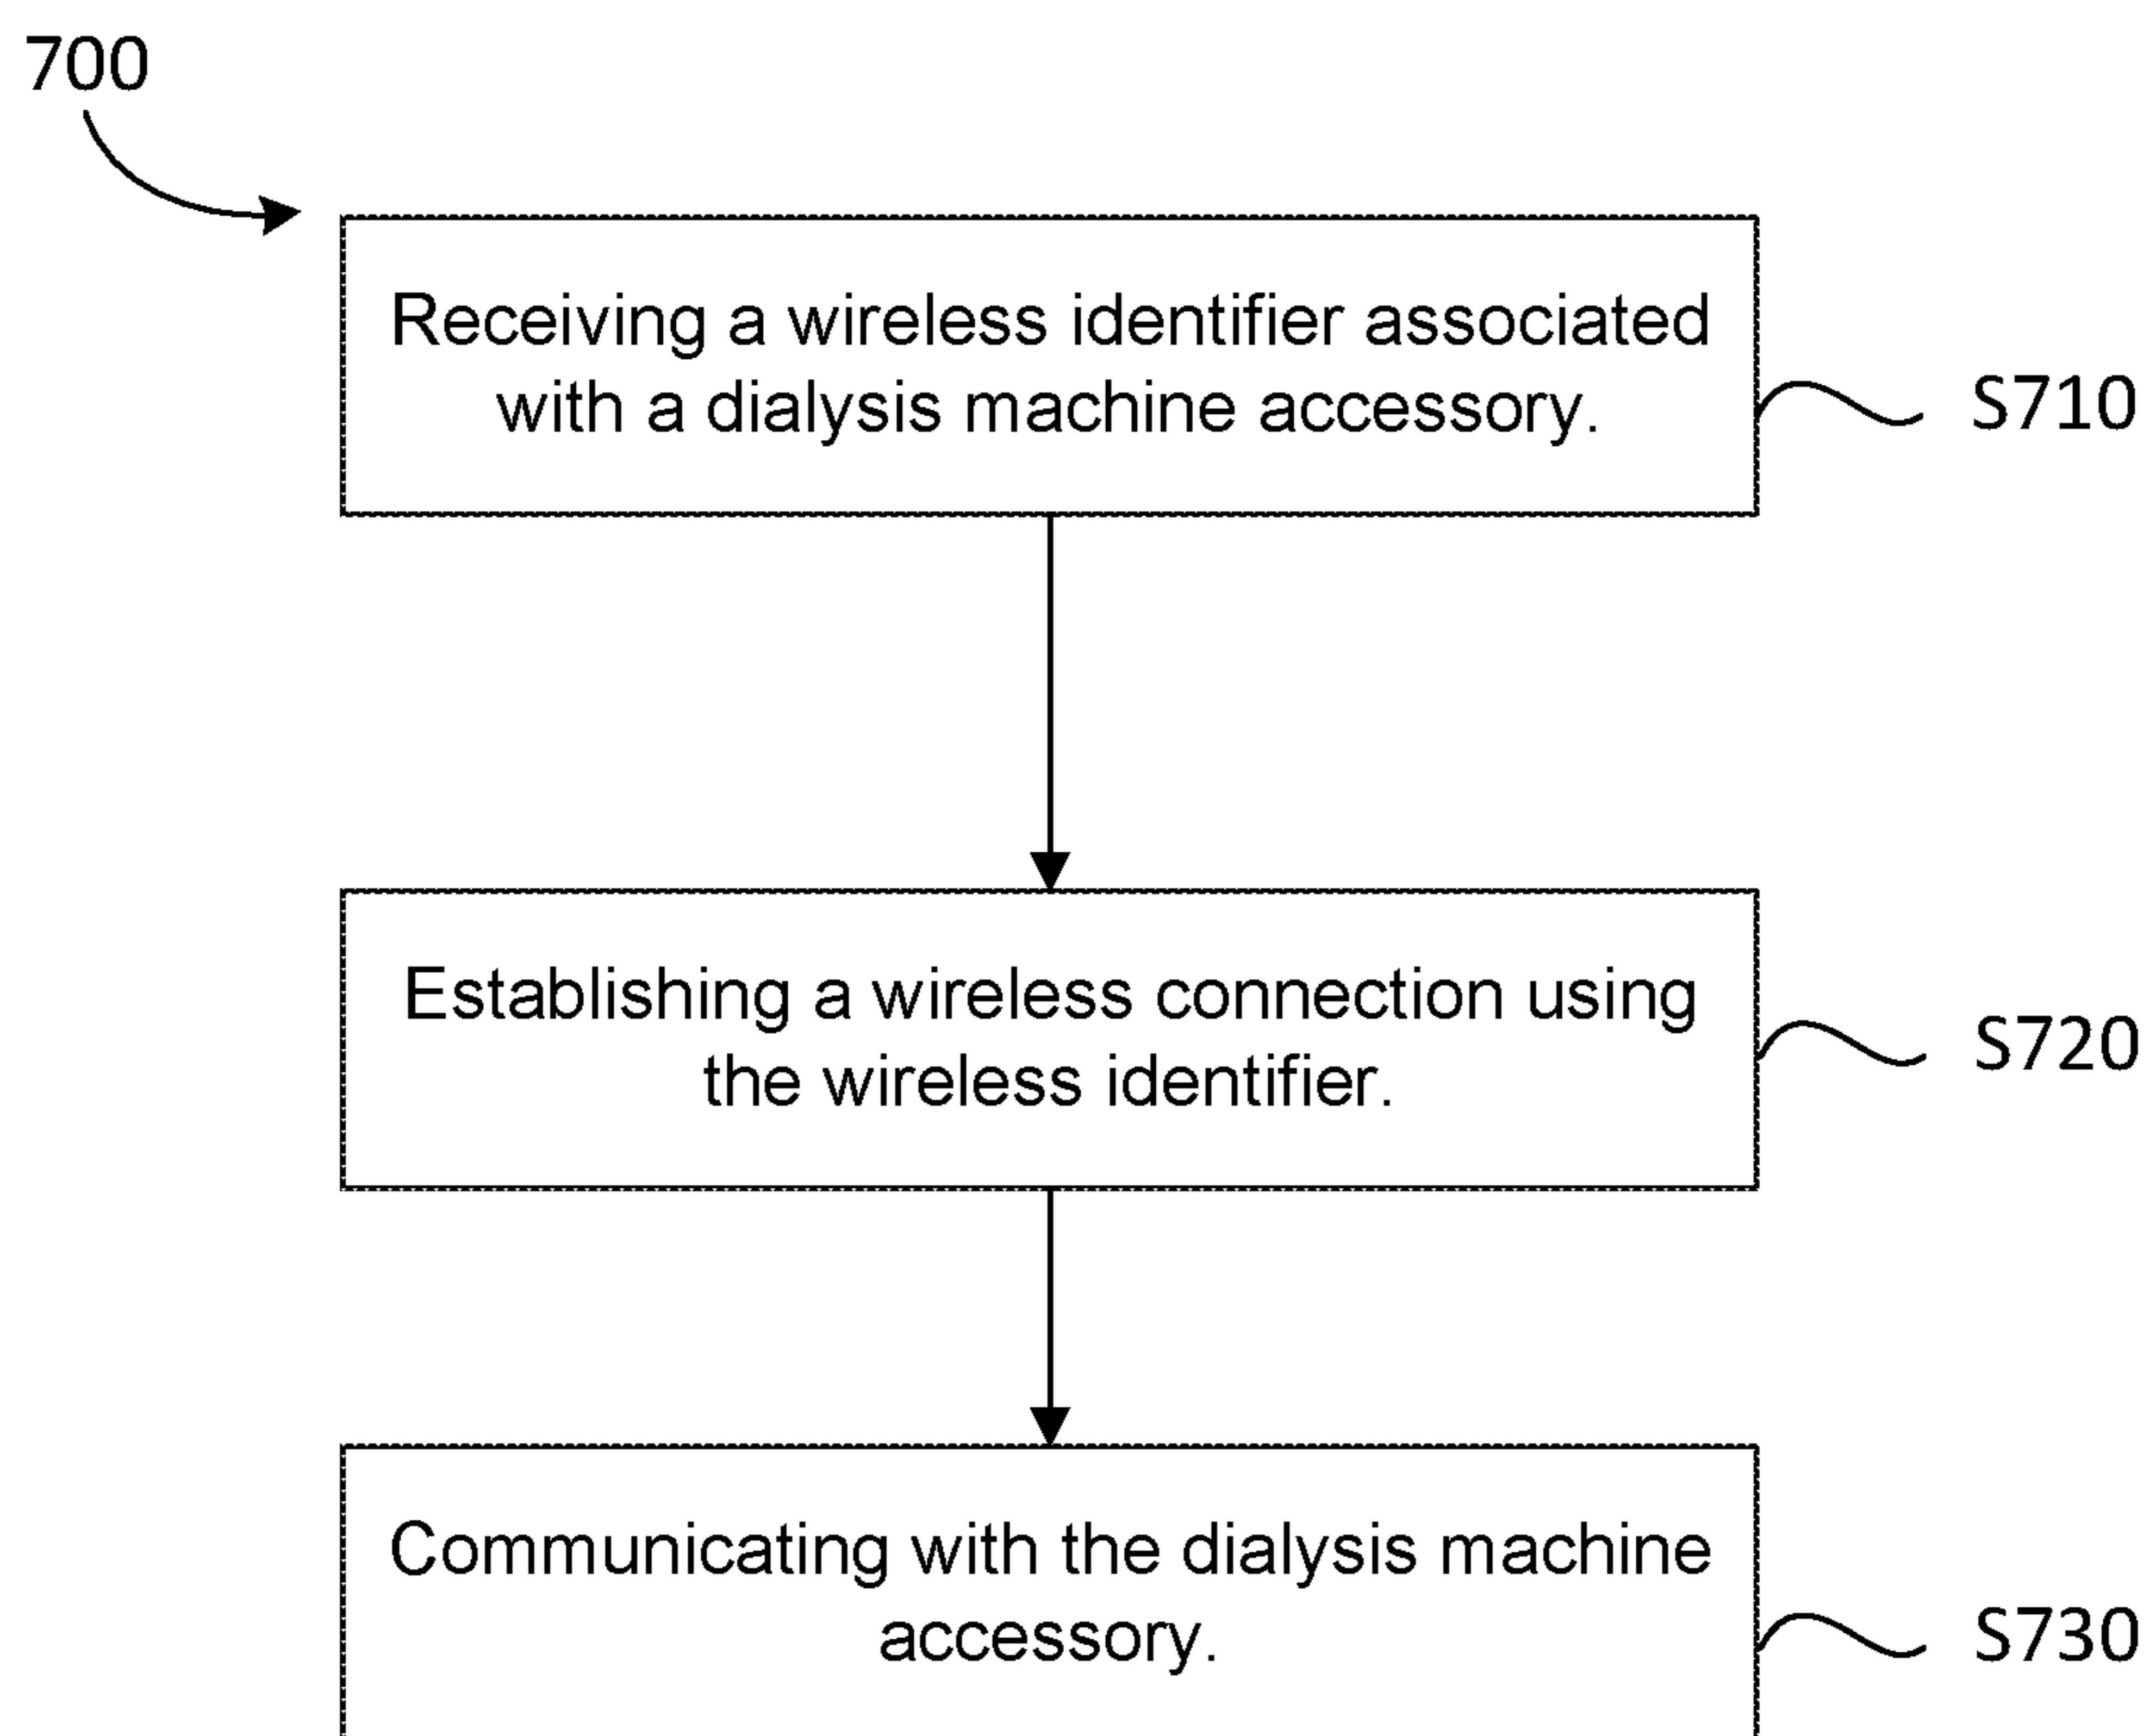 700
Receiving a wireless identifier associated
with a dialysis machine accessory.
S710
Establishing a wireless connection using
the wireless identifier.
S720
Communicating with the dialysis machine
accessory.
S730